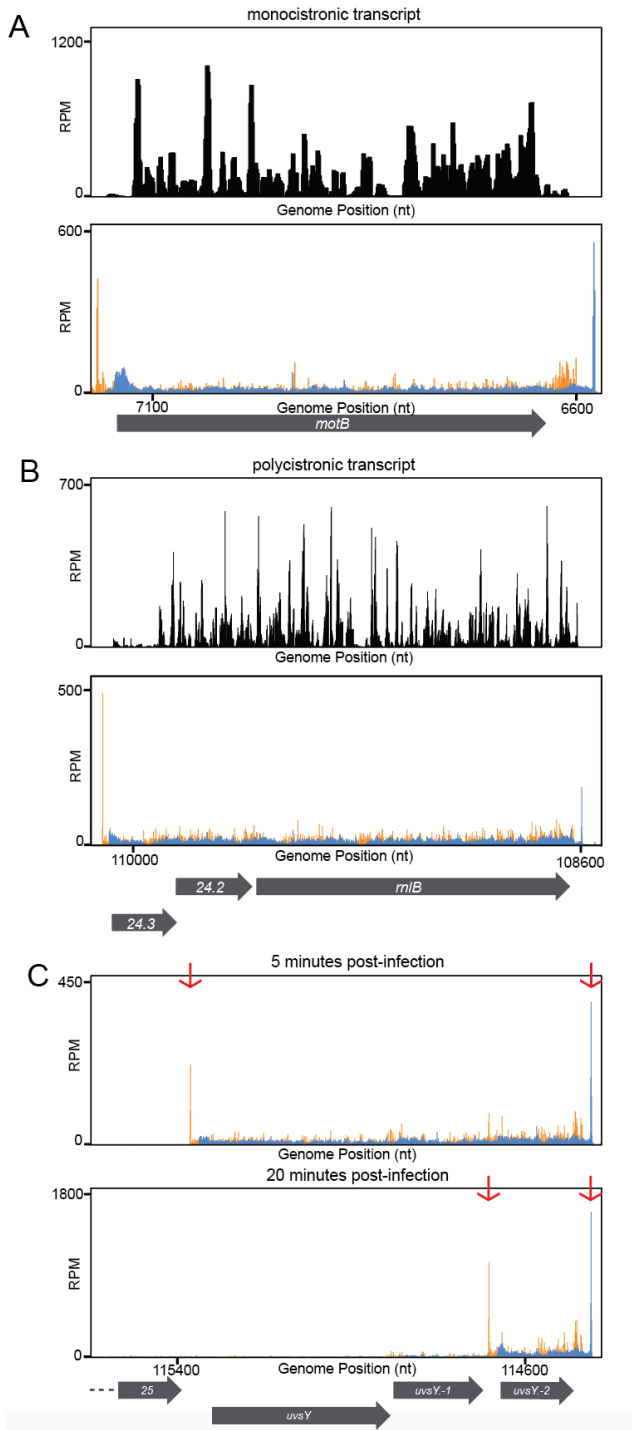 A
monocistronic transcript
1200
RPM
0
Genome Position (nt)
600
RPM
0
7100
Genome Position (nt)
6600
motB
B
polycistronic transcript
700
RPM
0
Genome Position (nt)
500
RPM
0
110000
Genome Position (nt)
108600
24.2
rnlB
24.3
C
5 minutes post-infection
450
RPM
0
Genome Position (nt)
20 minutes post-infection
1800
RPM
0
115400
Genome Position (nt)
114600
25
uvsY.-1
uvsY.-2
uvsY